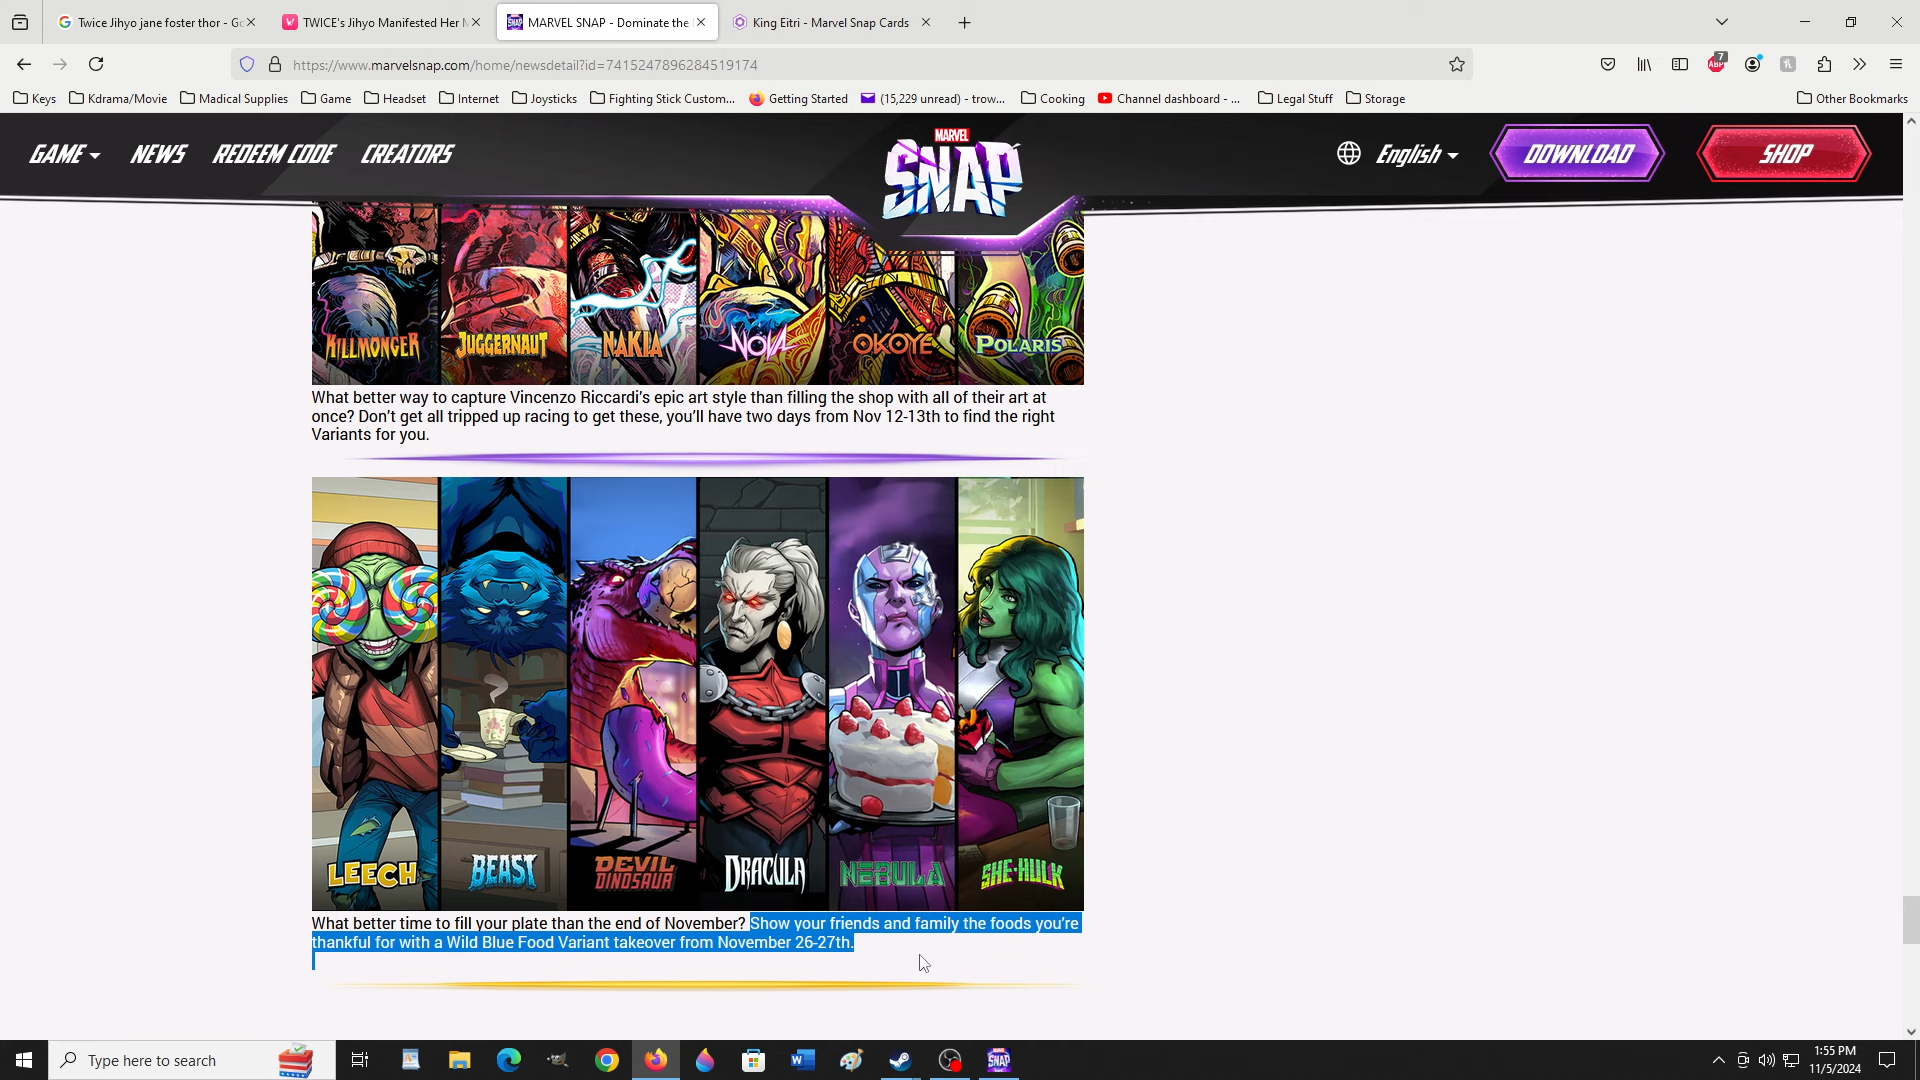 Twice Jihyo jane foster thor - Go
TWICE's Jihyo Manifested Her M
MARVEL SNAP - Dominate the
King Eitri - Marvel Snap Cards
https://www.marvelsnap.com/home/newsdetail?id=7415247896284519174
7
ABP
Keys
Kdrama/Movie
Madical Supplies
Game
Headset
Internet
Joysticks
Fighting Stick Custom...
Getting Started
(15,229 unread) - trow...
Cooking
Channel dashboard - ...
Legal Stuff
Storage
Other Bookmarks
GAME
NEWS
REDEEM CODE
CREATORS
MARVEL
SNAP
English
DOWNLOAD
SHOP
KILLMONGER
JUGGERNAUT
NAKIA
NOVA
OKOYE
POLARIS
What better way to capture Vincenzo Riccardi’s epic art style than filling the shop with all of their art at
once? Don’t get all tripped up racing to get these, you’ll have two days from Nov 12-13th to find the right
Variants for you.
LEECH
BEAST
DEVIL
DINOSAUR
DRACULA
NEBULA
SHE-HULK
What better time to fill your plate than the end of November? Show your friends and family the foods you’re
thankful for with a Wild Blue Food Variant takeover from November 26-27th.
Type here to search
1:55 PM
11/5/2024